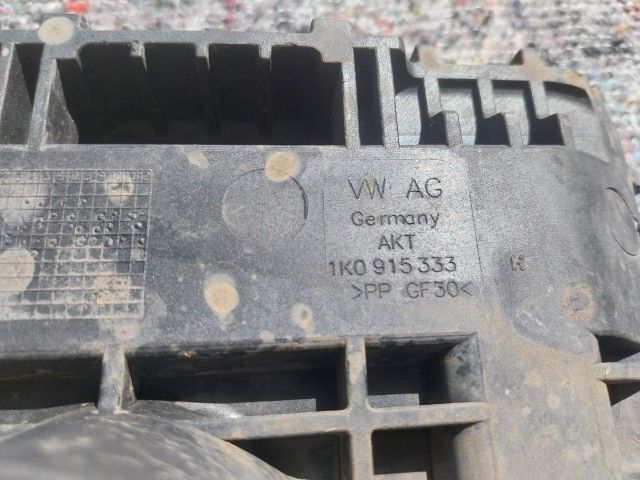 VW AG
Germany
AKT
1K0 915 333 H
>PP GF30<